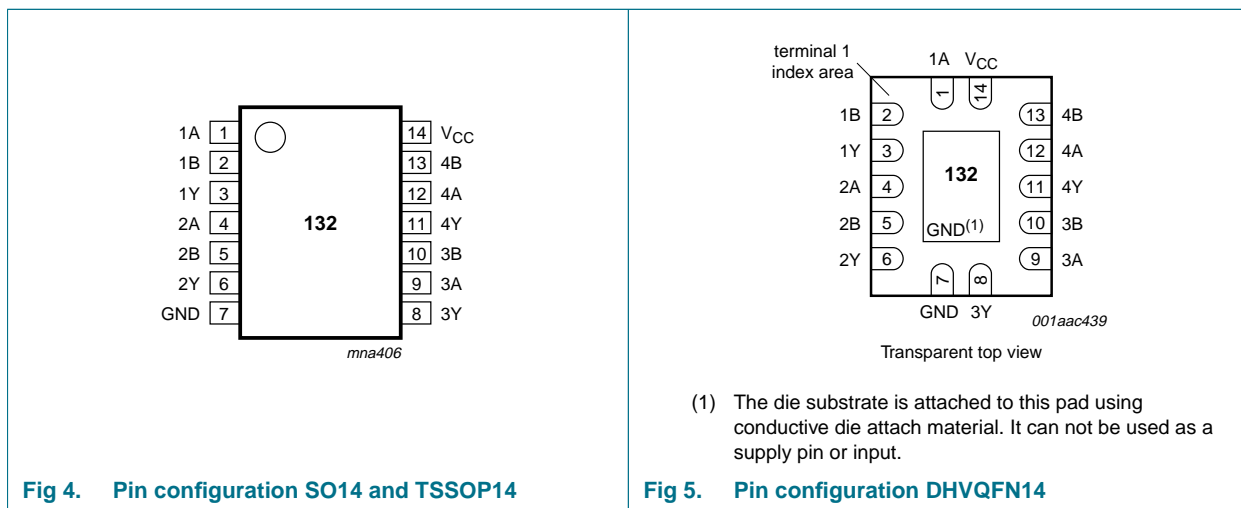 1A 1 14 VCC
1B 2 13 4B
1Y 3 12 4A
2A 4 132 11 4Y
2B 5 10 3B
2Y 6 9 3A
GND 7 8 3Y
mna406
Fig 4. Pin configuration SO14 and TSSOP14
terminal 1
index area
1A VCC
1 14
1B 2 13 4B
1Y 3 12 4A
132
2A 4 11 4Y
2B 5 GND(1) 10 3B
2Y 6 9 3A
7 8
GND 3Y
001aac439
Transparent top view
(1) The die substrate is attached to this pad using
conductive die attach material. It can not be used as a
supply pin or input.
Fig 5. Pin configuration DHVQFN14